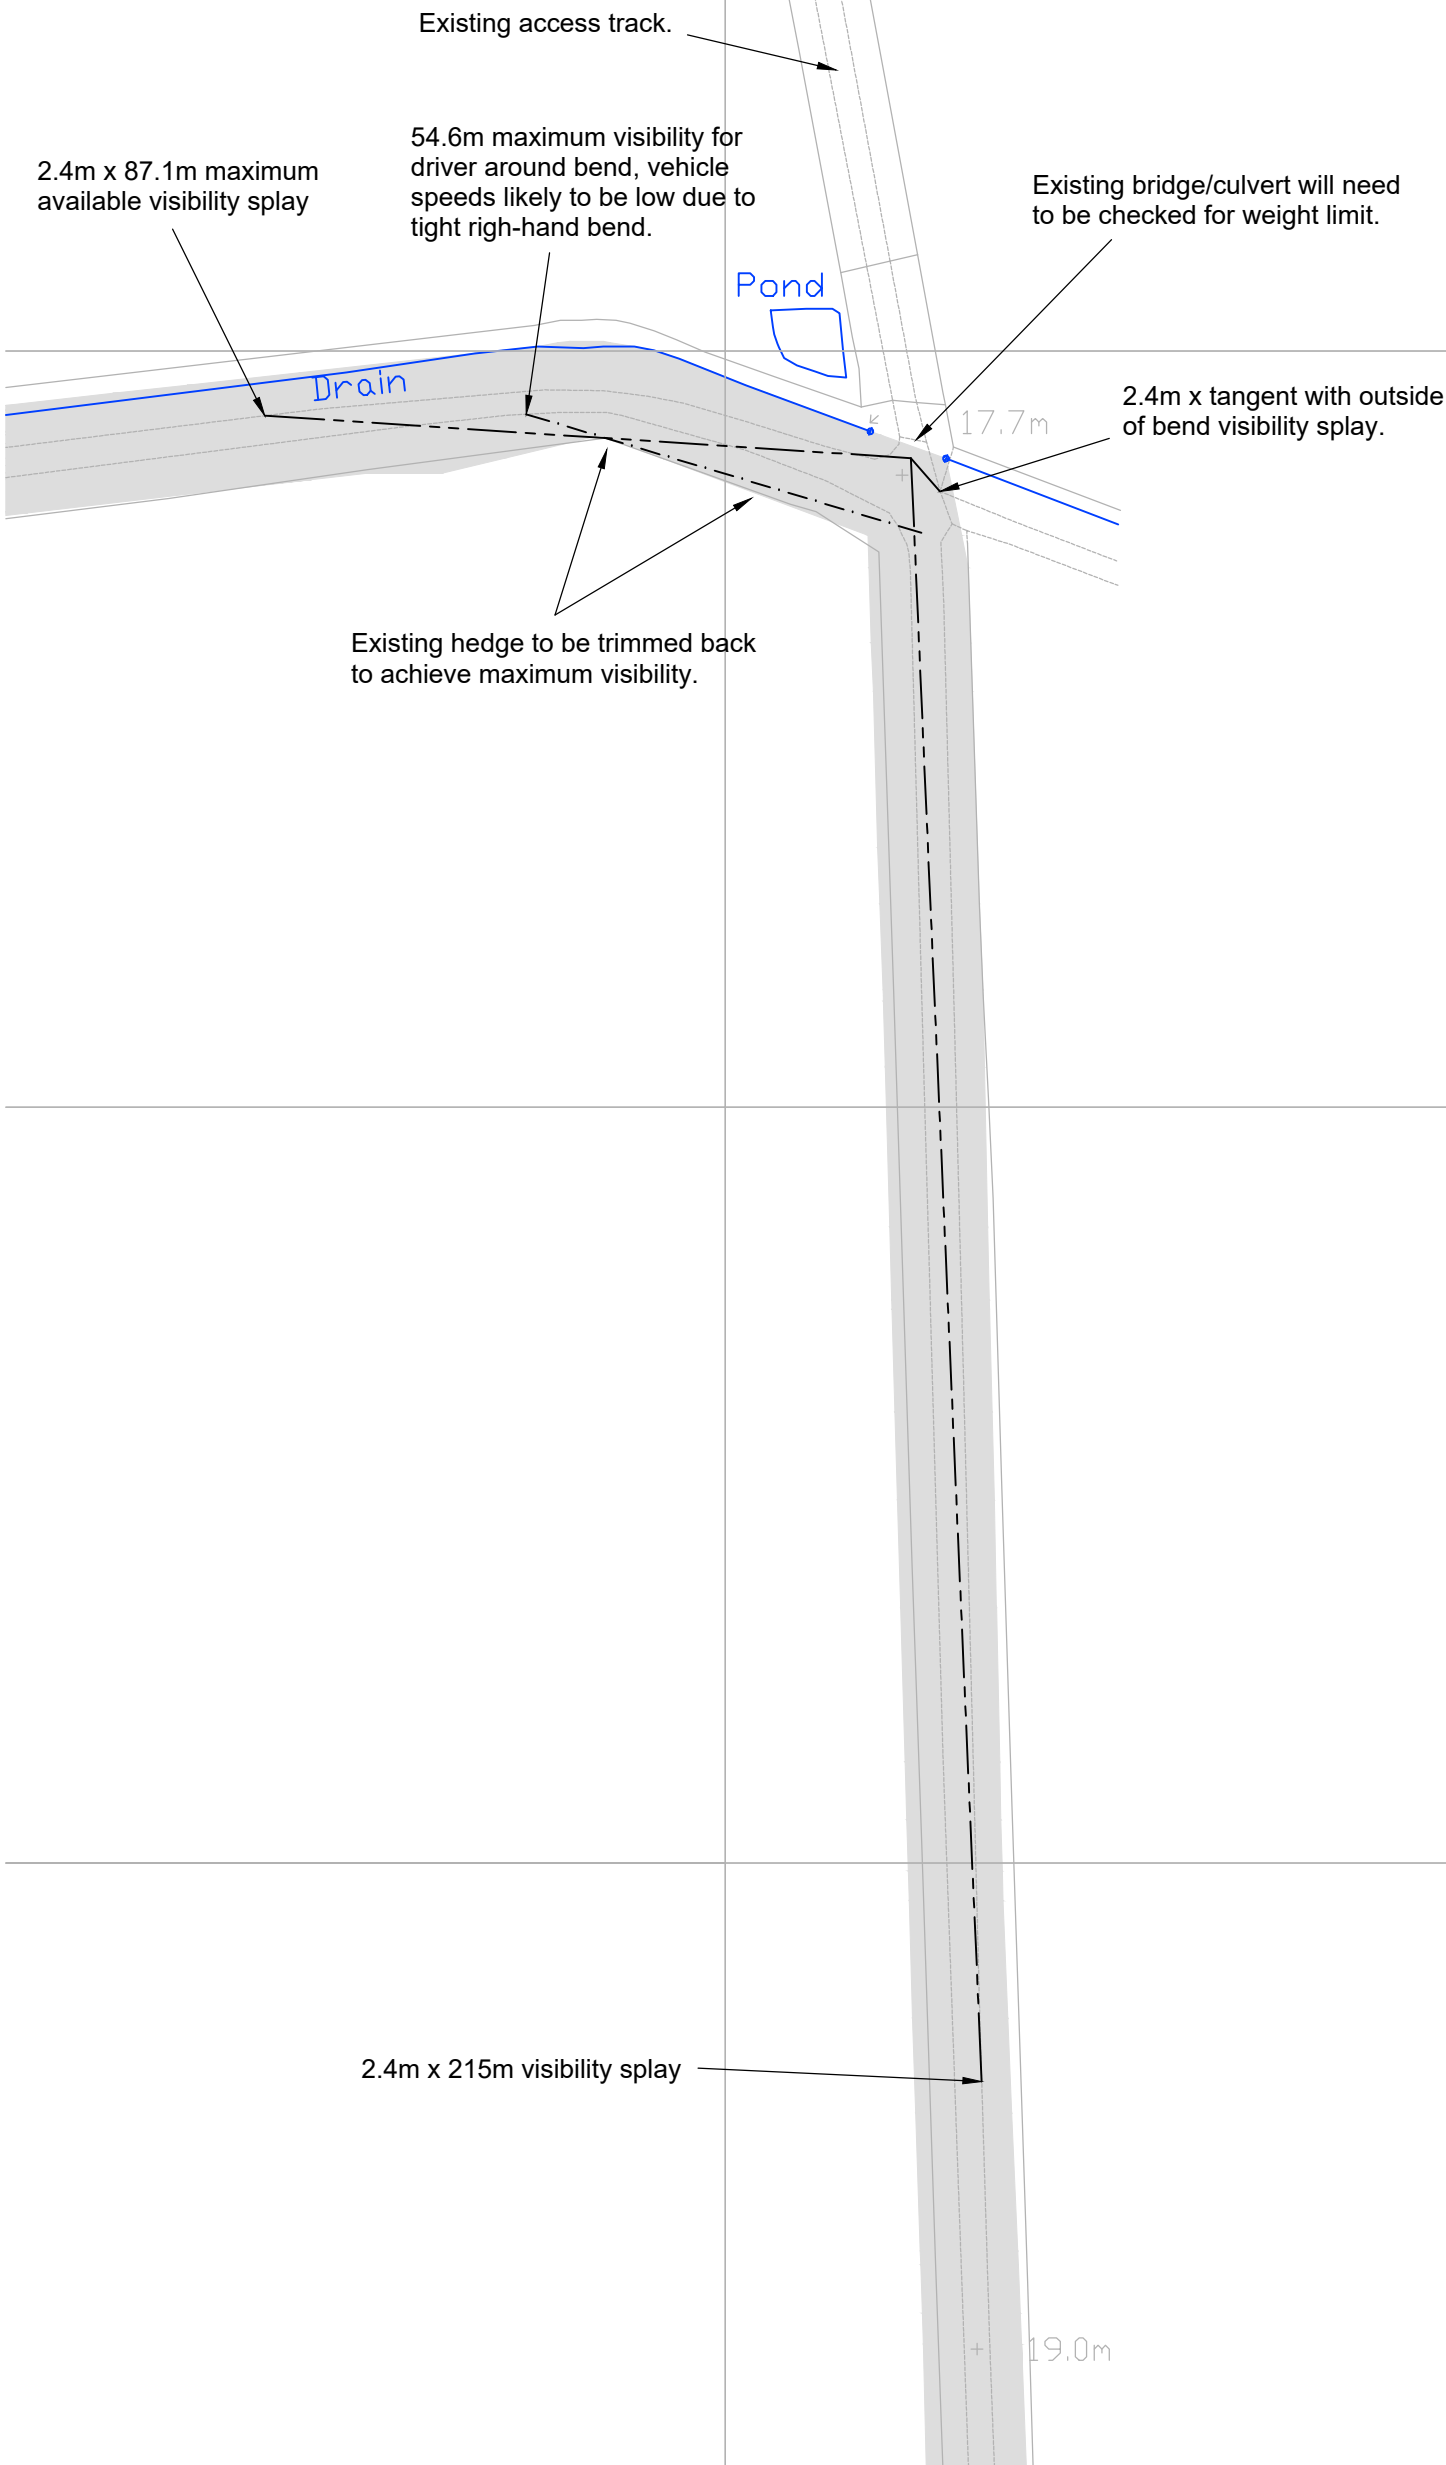 Existing access track.
54.6m maximum visibility for
driver around bend, vehicle
speeds likely to be low due to
tight righ-hand bend.
2.4m x 87.1m maximum
available visibility splay
Existing bridge/culvert will need
to be checked for weight limit.
Pond
Drain
2.4m x tangent with outside
of bend visibility splay.
17.7m
Existing hedge to be trimmed back
to achieve maximum visibility.
2.4m x 215m visibility splay
19.0m